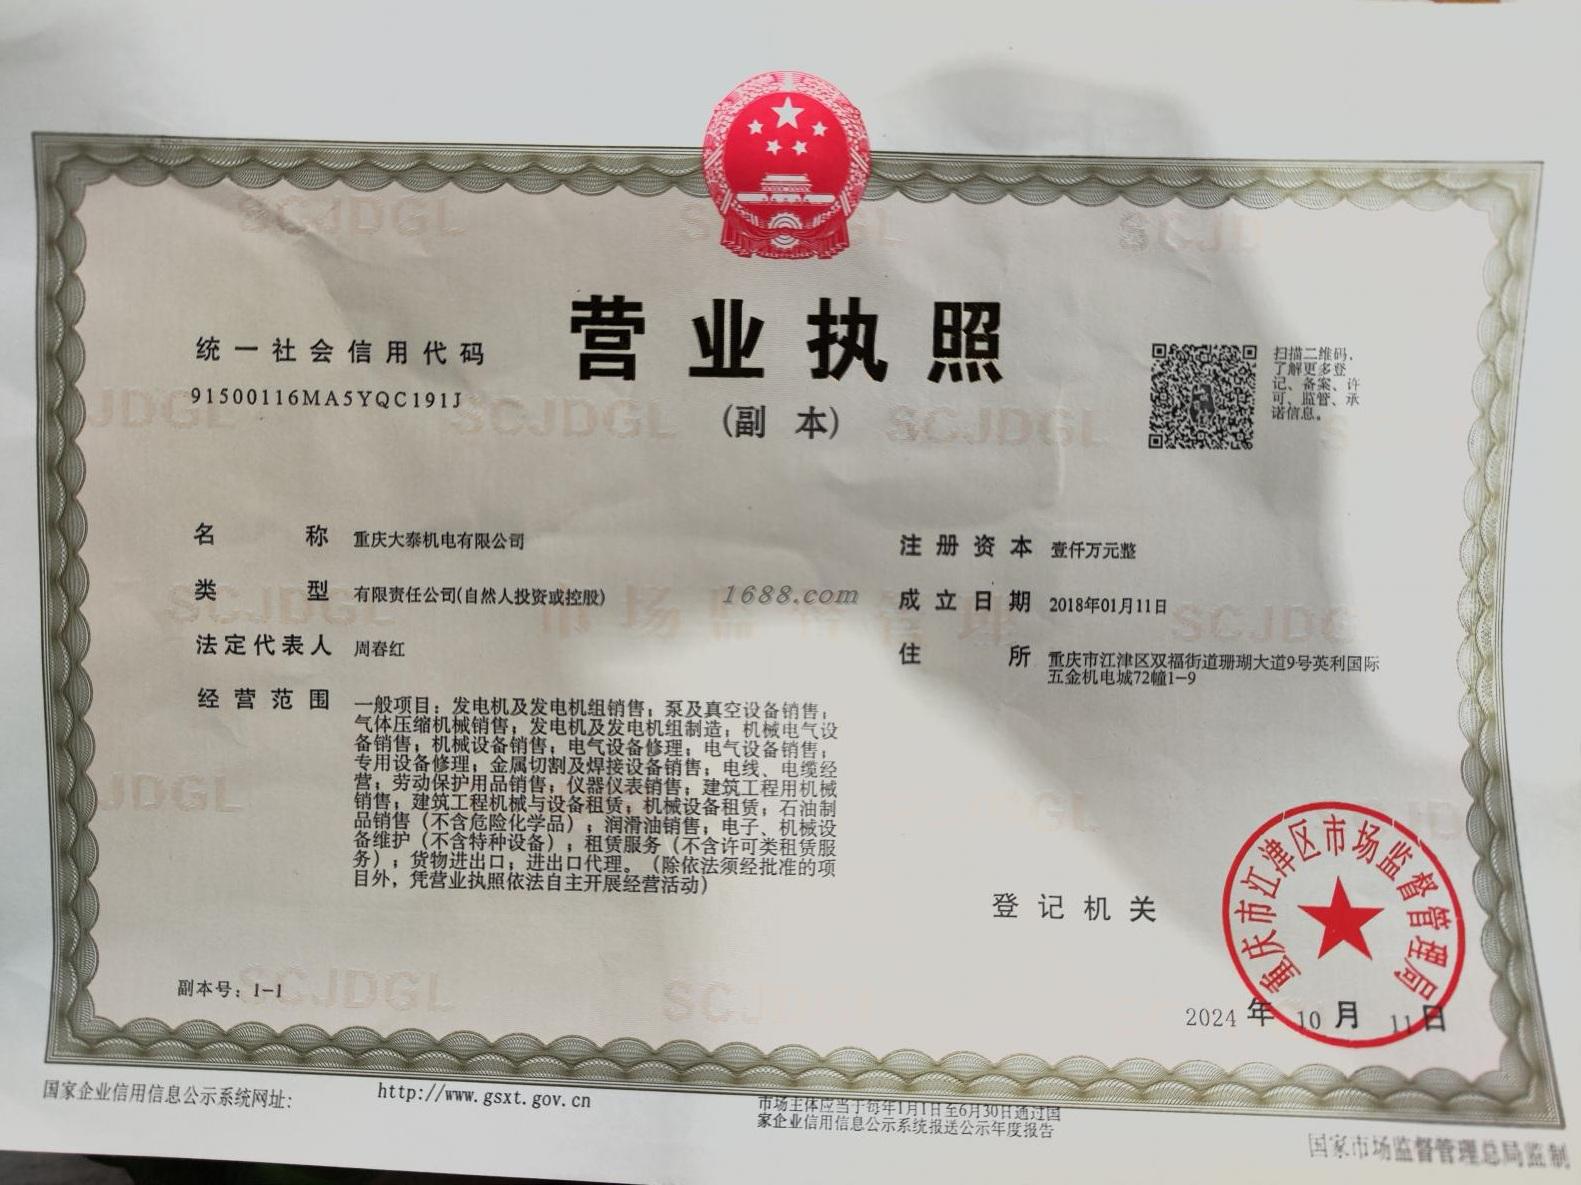 营业执照
(副 本)
统一社会信用代码
91500116MA5YQC191J
扫描二维码,
了解更多登
记、备案、许
可、监管、承
诺信息。
名 称 重庆大泰机电有限公司
类 型 有限责任公司(自然人投资或控股)
法定代表人 周春红
经营范围 一般项目:发电机及发电机组销售;泵及真空设备销售;
气体压缩机械销售;发电机及发电机组制造;机械电气设
备销售;机械设备销售;电气设备修理;电气设备销售;
专用设备修理;金属切割及焊接设备销售;电线、电缆经
营;劳动保护用品销售;仪器仪表销售;建筑工程用机械
销售;建筑工程机械与设备租赁;机械设备租赁;石油制
品销售(不含危险化学品);润滑油销售;电子、机械设
备维护(不含特种设备);租赁服务(不含许可类租赁服
务);货物进出口;进出口代理。(除依法须经批准的项
目外,凭营业执照依法自主开展经营活动)
注册资本 壹仟万元整
成立日期 2018年01月11日
住 所 重庆市江津区双福街道珊瑚大道9号英利国际
五金机电城72幢1-9
1688.com
登记机关
重庆市江津区市场监督管理局
2024 年 10 月 11 日
副本号:1-1
国家企业信用信息公示系统网址:
http://www.gsxt.gov.cn
市场主体应当于每年1月1日至6月30日通过国
家企业信用信息公示系统报送公示年度报告
国家市场监督管理总局监制
SCJDGL
市场监督管理